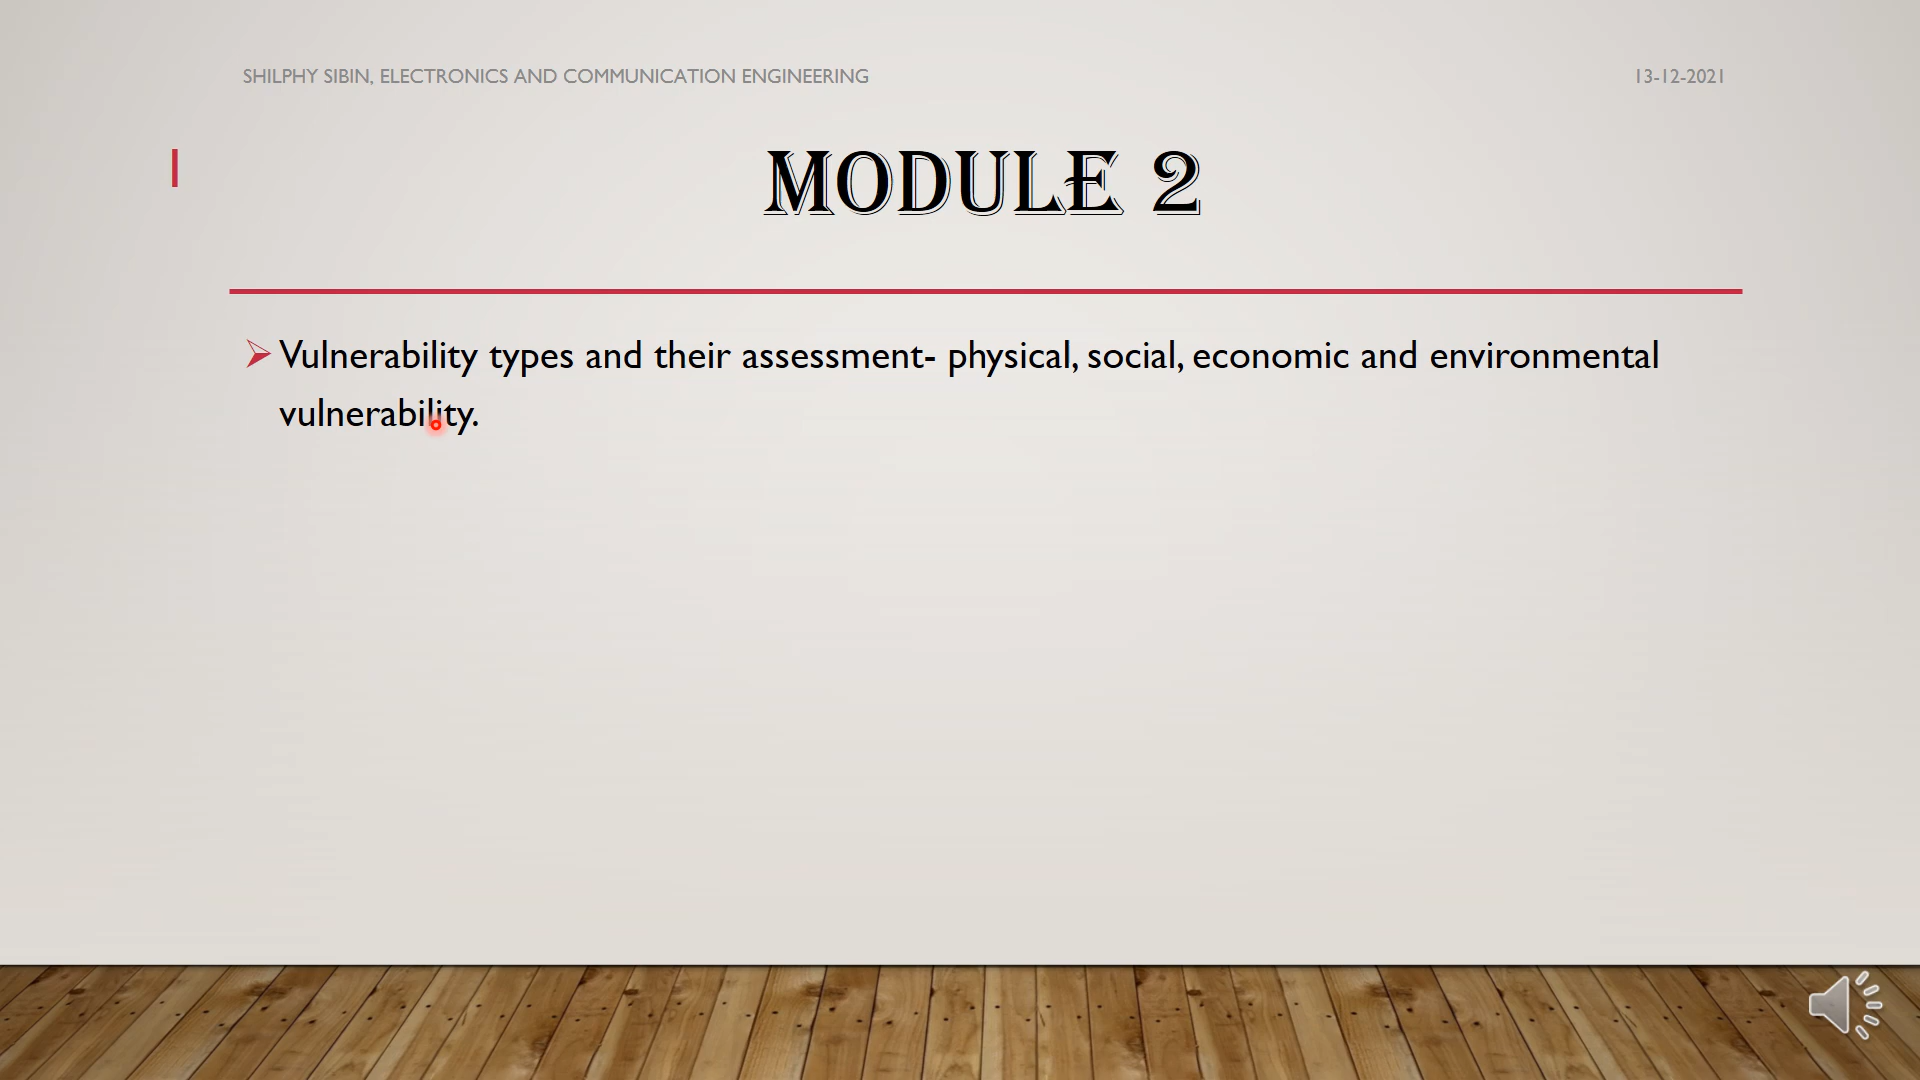 SHILPHY SIBIN, ELECTRONICS AND COMMUNICATION ENGINEERING
13-12-2021
1
MODULE 2
Vulnerability types and their assessment- physical, social, economic and environmental
vulnerability.